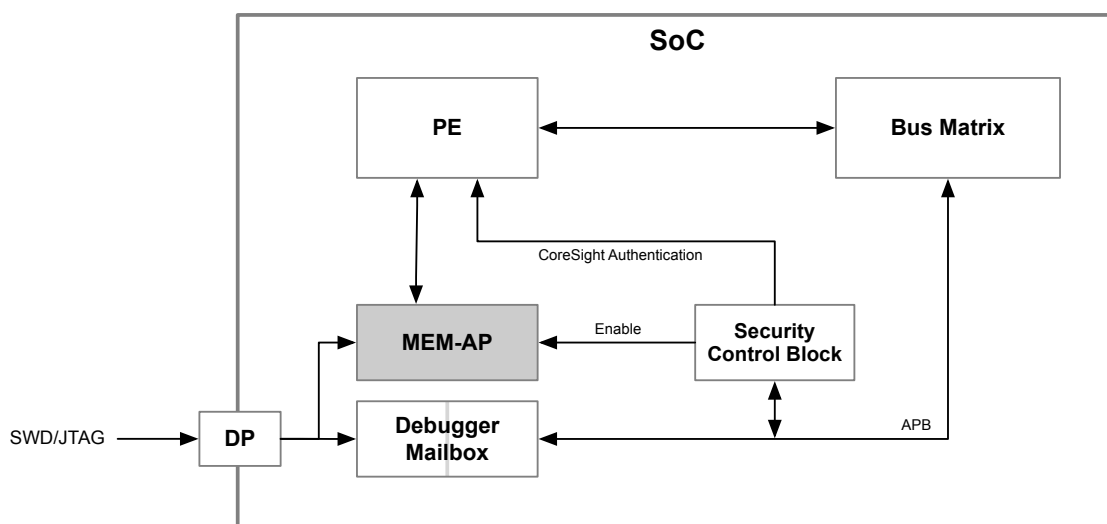 SoC
PE
Bus Matrix
CoreSight Authentication
MEM-AP
Enable
Security
Control Block
SWD/JTAG
DP
Debugger
Mailbox
APB